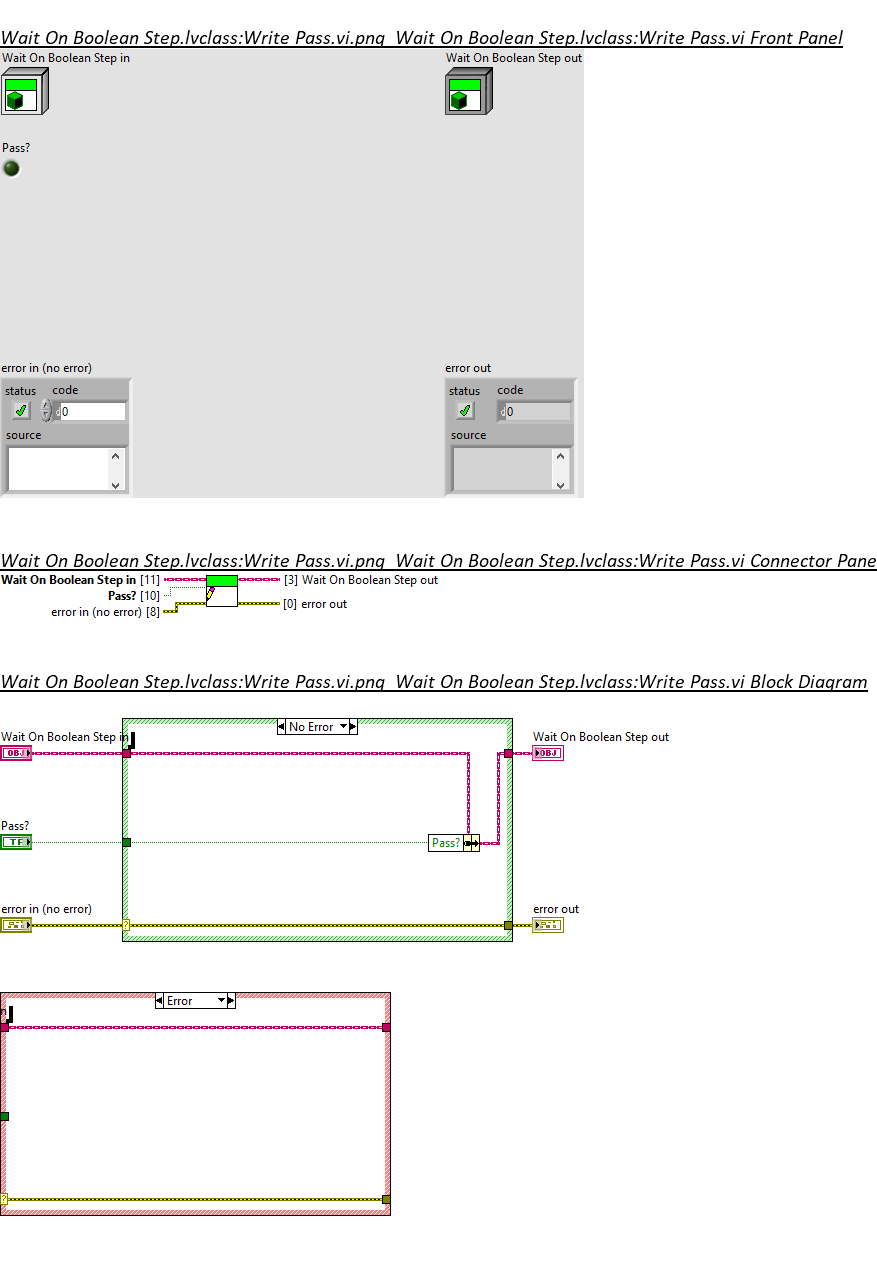 Wait On Boolean Step.lvclass:Write Pass.vi.png  Wait On Boolean Step.lvclass:Write Pass.vi Front Panel
Wait On Boolean Step in
Wait On Boolean Step out
Pass?
error in (no error)
error out
status
code
status
code
d
0
d
0
source
source
Wait On Boolean Step.lvclass:Write Pass.vi.png  Wait On Boolean Step.lvclass:Write Pass.vi Connector Pane
Wait On Boolean Step in [11]
[3] Wait On Boolean Step out
Pass? [10]
[0] error out
error in (no error) [8]
Wait On Boolean Step.lvclass:Write Pass.vi.png  Wait On Boolean Step.lvclass:Write Pass.vi Block Diagram
No Error
Wait On Boolean Step in
Wait On Boolean Step out
OBJ
OBJ
Pass?
TF
Pass?
error in (no error)
error out
?
Error
n
?